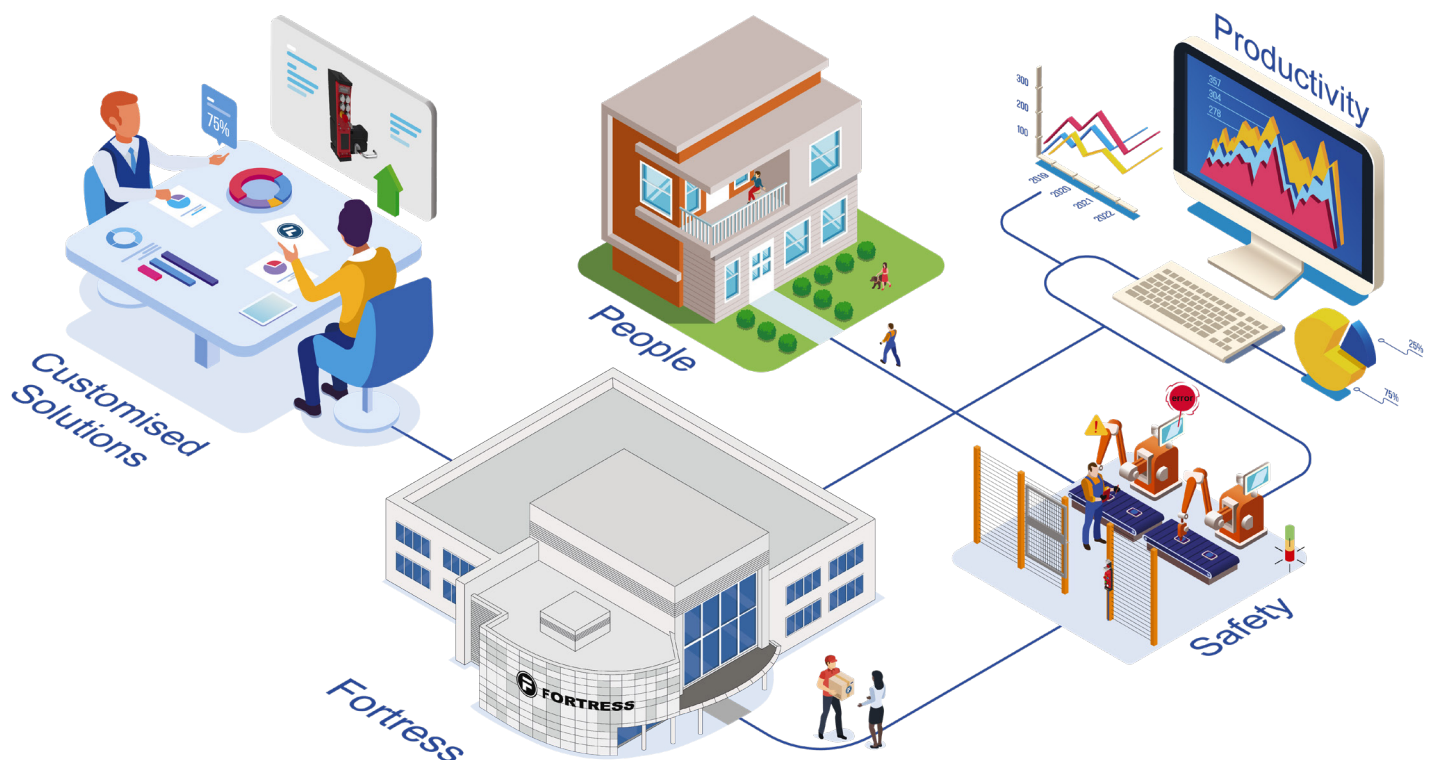 75%
Customised
Solutions
People
Productivity
300
200
100
2019
2020
2021
2022
357
304
278
25%
75%
error
Safety
F FORTRESS
Fortress